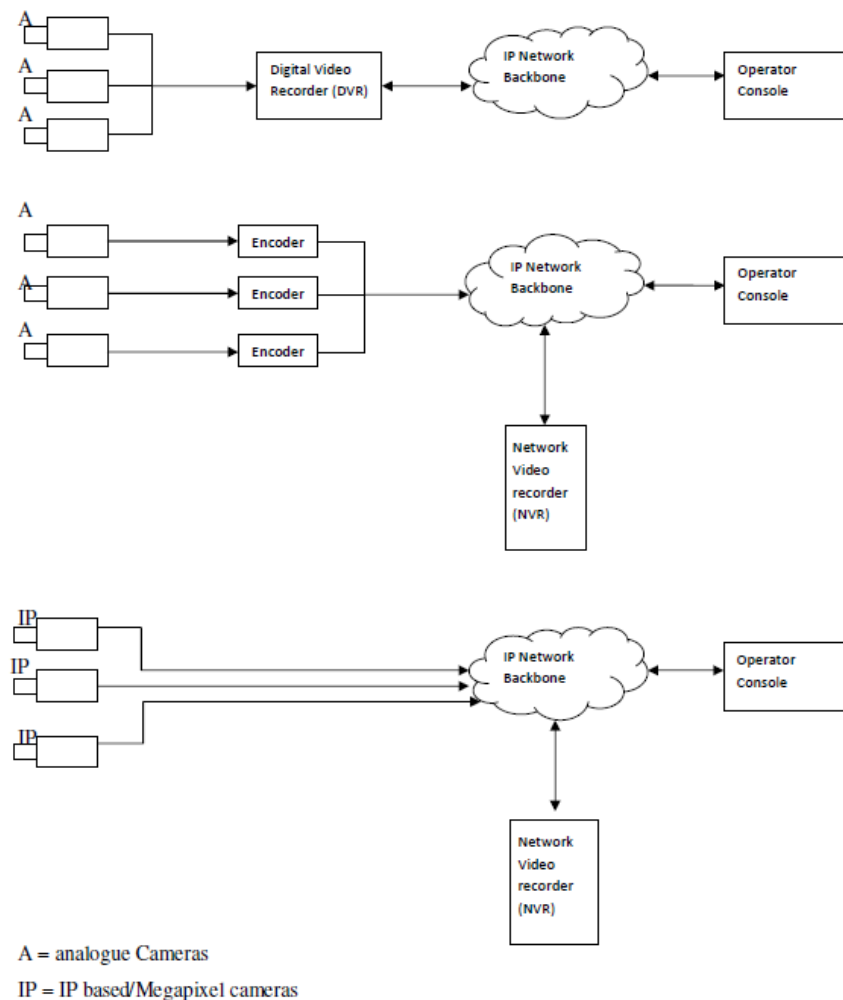 A
A
A
Digital Video
Recorder (DVR)
IP Network
Backbone
Operator
Console
A
A
A
Encoder
Encoder
Encoder
IP Network
Backbone
Operator
Console
Network
Video
recorder
(NVR)
IP
IP
IP
IP Network
Backbone
Operator
Console
Network
Video
recorder
(NVR)
A = analogue Cameras
IP = IP based/Megapixel cameras